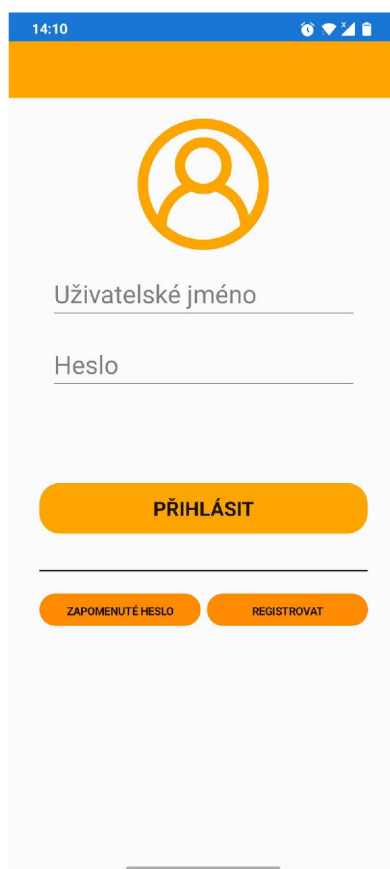 14:10
Uživatelské jméno
Heslo
PŘIHLÁSIT
ZAPOMENUTÉ HESLO REGISTROVAT